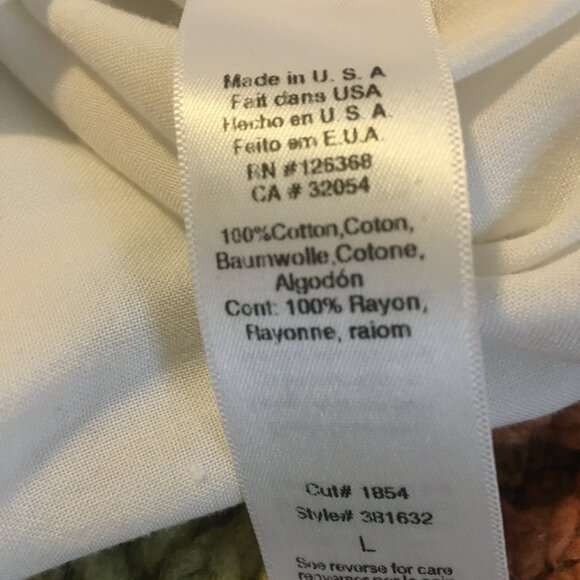 Made in U. S. A
Fait dans USA
Hecho en U S A.
Feito em E.U.A.
RN #126368
CA # 32054
100%Cotton,Coton,
Baumwolle,Cotone,
Algodón
Cont: 100% Rayon,
Rayonne, raiom
Cut# 1854
Style# 381632
L
See reverse for care